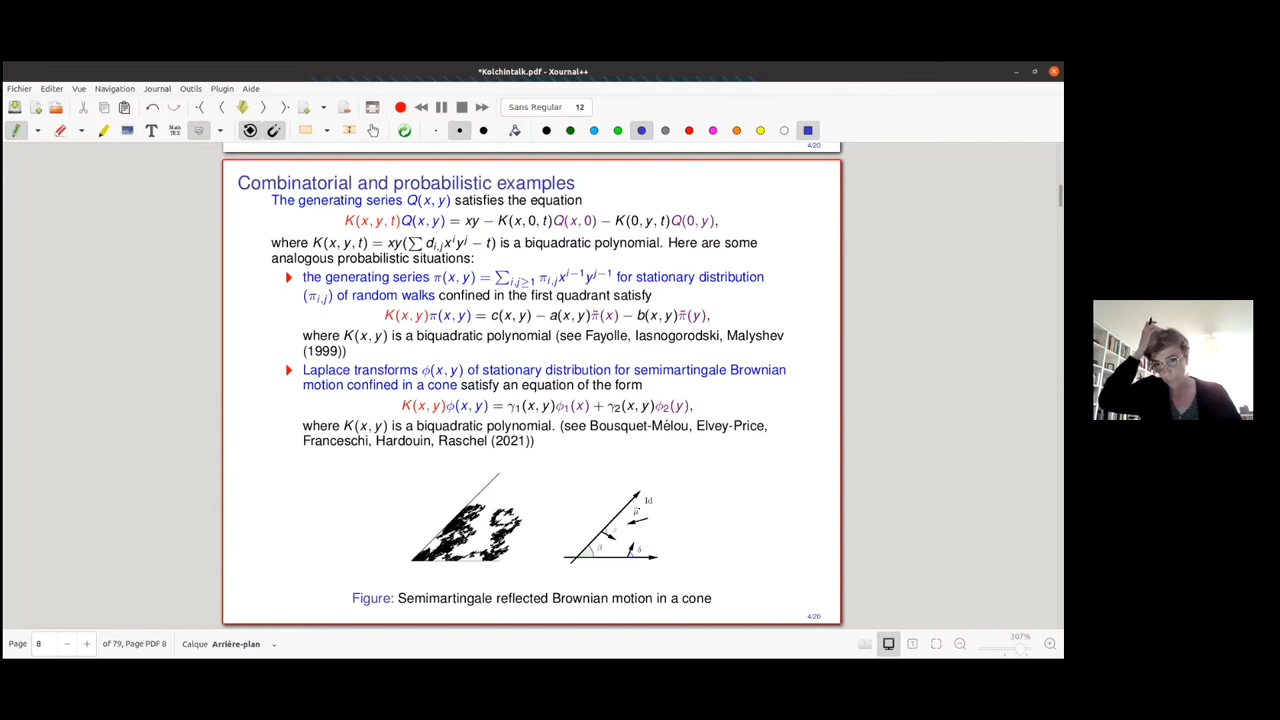 *Kolchintalk.pdf - Xournal++
Fichier Editer Vue Navigation Journal Outils Plugin Aide
Sans Regular 12
4/20
Combinatorial and probabilistic examples
The generating series Q(x, y) satisfies the equation
K(x, y, t)Q(x, y) = xy − K(x, 0, t)Q(x, 0) − K(0, y, t)Q(0, y),
where K(x, y, t) = xy(∑ d_{i,j}x^i y^j − t) is a biquadratic polynomial. Here are some
analogous probabilistic situations:
the generating series π(x, y) = ∑_{i,j≥1} π_{i,j}x^{i−1}y^{j−1} for stationary distribution
(π_{i,j}) of random walks confined in the first quadrant satisfy
K(x, y)π(x, y) = c(x, y) − a(x, y)π̃(x) − b(x, y)π̃(y),
where K(x, y) is a biquadratic polynomial (see Fayolle, Iasnogorodski, Malyshev
(1999))
Laplace transforms φ(x, y) of stationary distribution for semimartingale Brownian
motion confined in a cone satisfy an equation of the form
K(x, y)φ(x, y) = γ₁(x, y)φ₁(x) + γ₂(x, y)φ₂(y),
where K(x, y) is a biquadratic polynomial. (see Bousquet-Mélou, Elvey-Price,
Franceschi, Hardouin, Raschel (2021))
Id
μ̃
ε
β
δ
Figure: Semimartingale reflected Brownian motion in a cone
4/20
Page 8 of 79, Page PDF 8 Calque Arrière-plan 307%